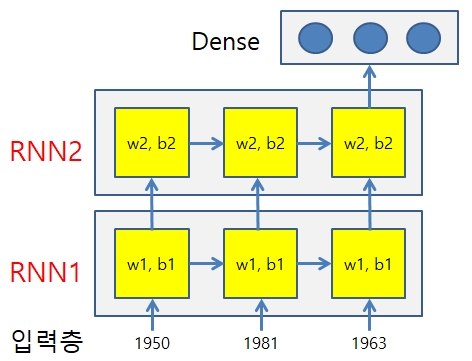 Dense
RNN2
w2, b2
w2, b2
w2, b2
RNN1
w1, b1
w1, b1
w1, b1
입력층
1950
1981
1963